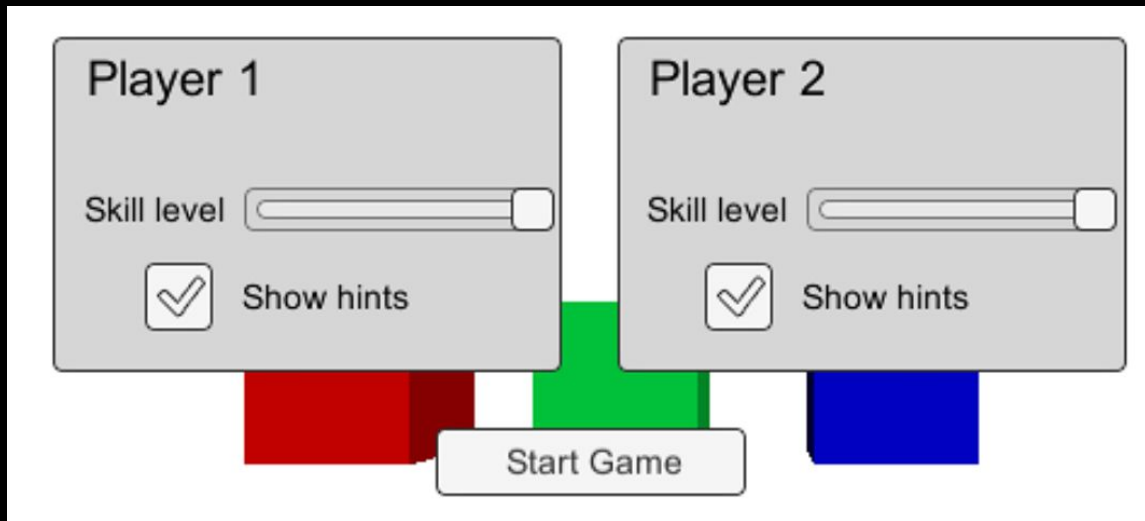 Player 1
Skill level
Show hints
Player 2
Skill level
Show hints
Start Game